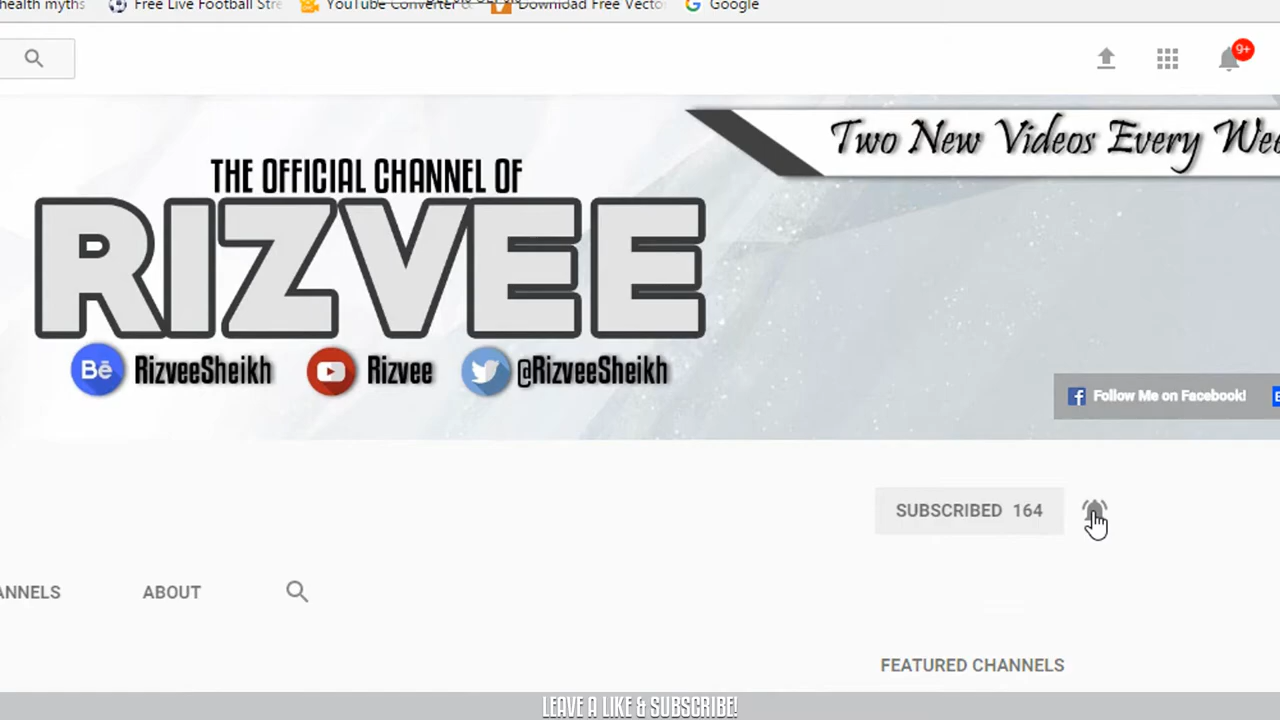 health myths Free Live Football Stre YouTube Converter & Download Free Vecto Google
9+
Two New Videos Every Wee
THE OFFICIAL CHANNEL OF
RIZVEE
Bē RizveeSheikh Rizvee @RizveeSheikh
Follow Me on Facebook!
SUBSCRIBED 164
ANNELS ABOUT
FEATURED CHANNELS
LEAVE A LIKE & SUBSCRIBE!